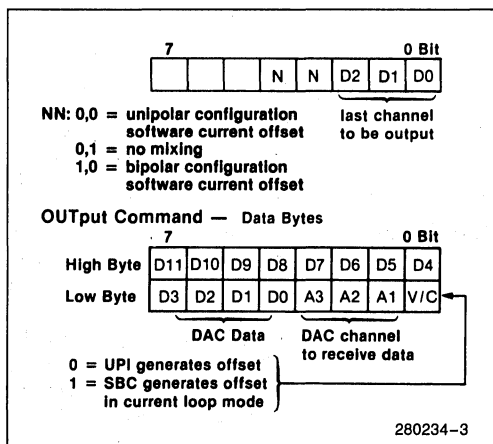 7 0 Bit
N N D2 D1 D0
last channel
to be output
NN: 0,0 = unipolar configuration
software current offset
0,1 = no mixing
1,0 = bipolar configuration
software current offset
OUTput Command — Data Bytes
7 0 Bit
High Byte D11 D10 D9 D8 D7 D6 D5 D4
Low Byte D3 D2 D1 D0 A3 A2 A1 V/C
DAC Data
DAC channel
to receive data
0 = UPI generates offset
1 = SBC generates offset
in current loop mode
280234–3